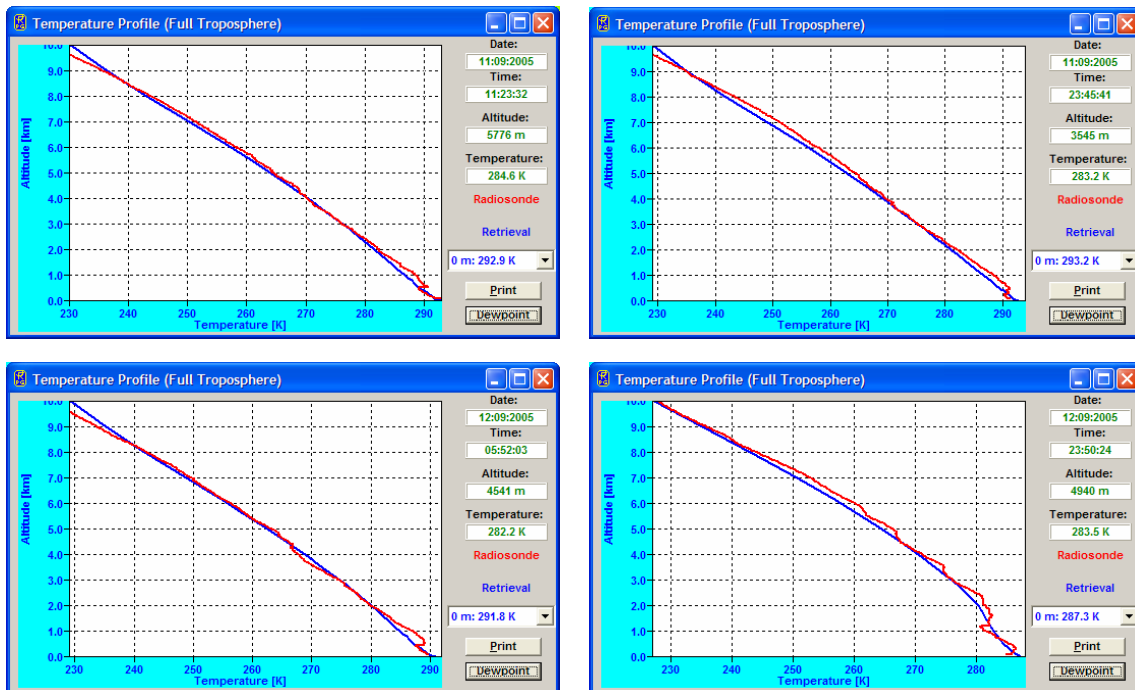 Temperature Profile (Full Troposphere)
Date:
11:09:2005
Time:
11:23:32
Altitude:
5776 m
Temperature:
284.6 K
Radiosonde
Retrieval
0 m: 292.9 K
Print
Dewpoint
Altitude [km]
10.0
9.0
8.0
7.0
6.0
5.0
4.0
3.0
2.0
1.0
0.0
230 240 250 260 270 280 290
Temperature [K]
Temperature Profile (Full Troposphere)
Date:
11:09:2005
Time:
23:45:41
Altitude:
3545 m
Temperature:
283.2 K
Radiosonde
Retrieval
0 m: 293.2 K
Print
Dewpoint
Altitude [km]
10.0
9.0
8.0
7.0
6.0
5.0
4.0
3.0
2.0
1.0
0.0
230 240 250 260 270 280 290
Temperature [K]
Temperature Profile (Full Troposphere)
Date:
12:09:2005
Time:
05:52:03
Altitude:
4541 m
Temperature:
282.2 K
Radiosonde
Retrieval
0 m: 291.8 K
Print
Dewpoint
Altitude [km]
10.0
9.0
8.0
7.0
6.0
5.0
4.0
3.0
2.0
1.0
0.0
230 240 250 260 270 280 290
Temperature [K]
Temperature Profile (Full Troposphere)
Date:
12:09:2005
Time:
23:50:24
Altitude:
4940 m
Temperature:
283.5 K
Radiosonde
Retrieval
0 m: 287.3 K
Print
Dewpoint
Altitude [km]
10.0
9.0
8.0
7.0
6.0
5.0
4.0
3.0
2.0
1.0
0.0
230 240 250 260 270 280
Temperature [K]